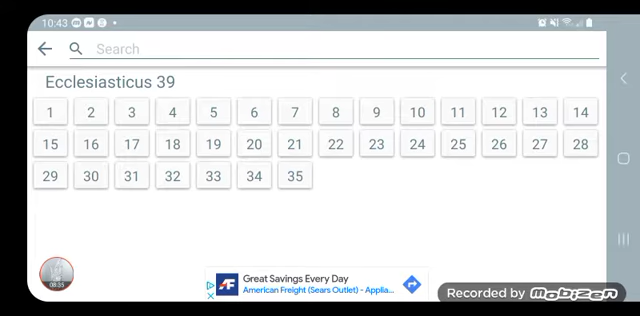 10:43
Search
Ecclesiasticus 39
1 2 3 4 5 6 7 8 9 10 11 12 13 14
15 16 17 18 19 20 21 22 23 24 25 26 27 28
29 30 31 32 33 34 35
08:35
Great Savings Every Day
American Freight (Sears Outlet) - Applia...
Recorded by MOBIZEN